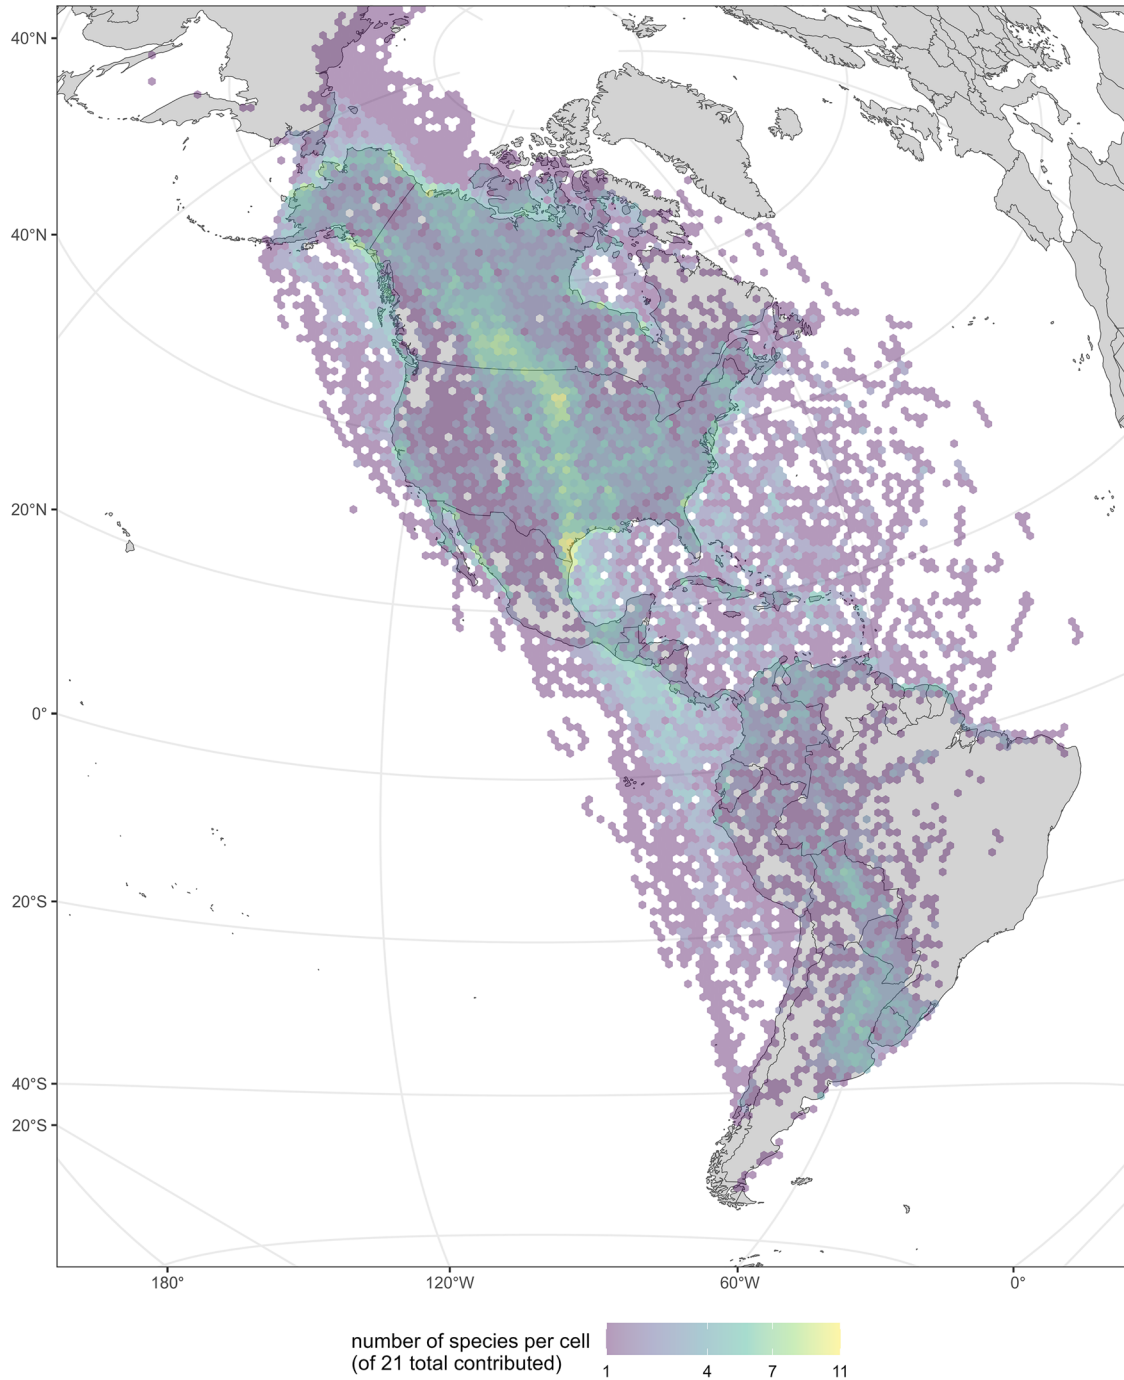 40°N
40°N
20°N
0°
20°S
40°S
20°S
180°
120°W
60°W
0°
number of species per cell
(of 21 total contributed)
1
4
7
11